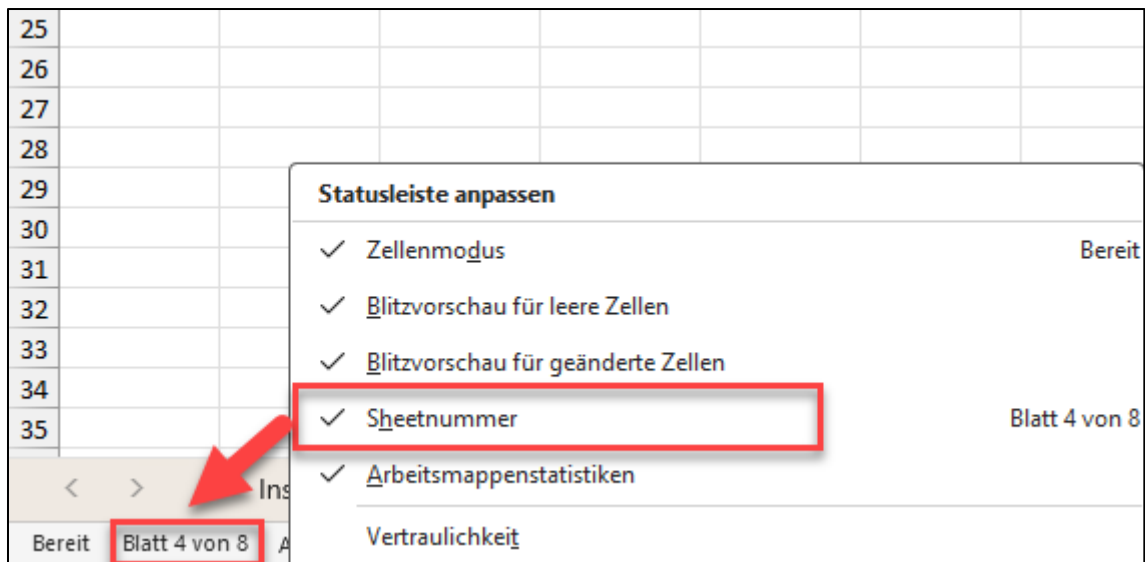 25
26
27
28
29
Statusleiste anpassen
30
Zellenmodus Bereit
31
32
Blitzvorschau für leere Zellen
33
Blitzvorschau für geänderte Zellen
34
Sheetnummer Blatt 4 von 8
35
Arbeitsmappenstatistiken
< > Ins
Vertraulichkeit
Bereit Blatt 4 von 8 A